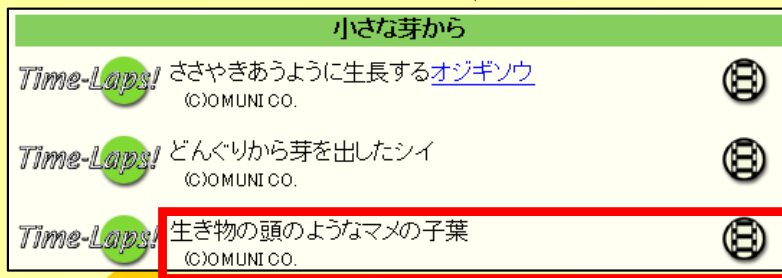 小さな芽から
Time-Laps! ささやきあうように生長するオジギソウ
(C)OMUNI CO.
Time-Laps! どんぐりから芽を出したシイ
(C)OMUNI CO.
Time-Laps! 生き物の頭のようなマメの子葉
(C)OMUNI CO.